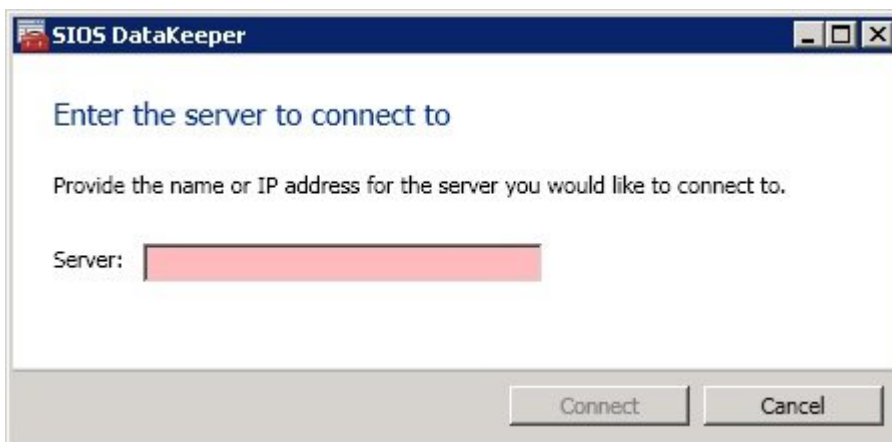 SIOS DataKeeper
Enter the server to connect to
Provide the name or IP address for the server you would like to connect to.
Server:
Connect
Cancel